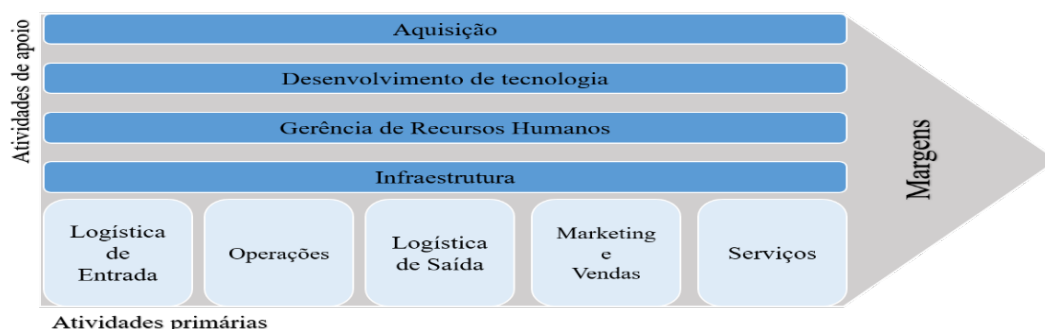 Atividades de apoio
Aquisição
Desenvolvimento de tecnologia
Gerência de Recursos Humanos
Infraestrutura
Logística
de
Entrada
Operações
Logística
de Saída
Marketing
e
Vendas
Serviços
Margens
Atividades primárias